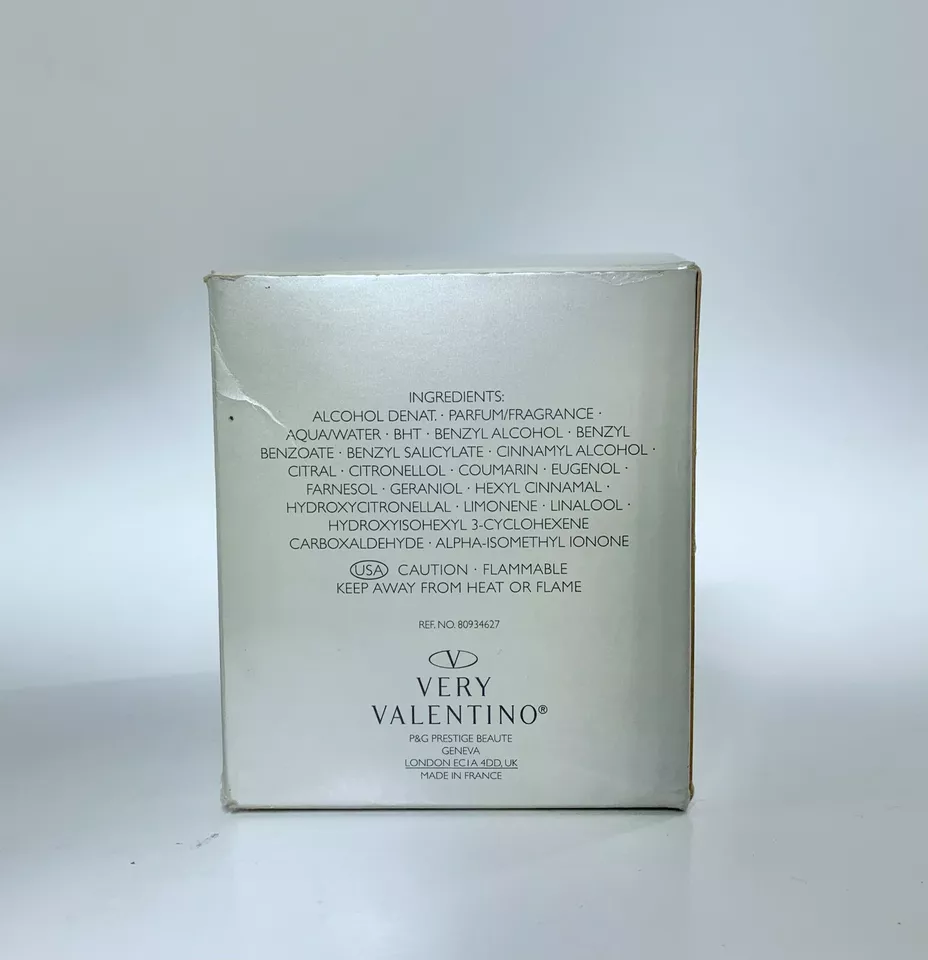 INGREDIENTS:
ALCOHOL DENAT. · PARFUM/FRAGRANCE ·
AQUA/WATER · BHT · BENZYL ALCOHOL · BENZYL
BENZOATE · BENZYL SALICYLATE · CINNAMYL ALCOHOL ·
CITRAL · CITRONELLOL · COUMARIN · EUGENOL ·
FARNESOL · GERANIOL · HEXYL CINNAMAL ·
HYDROXYCITRONELLAL · LIMONENE · LINALOOL ·
HYDROXYISOHEXYL 3-CYCLOHEXENE
CARBOXALDEHYDE · ALPHA-ISOMETHYL IONONE
USA CAUTION · FLAMMABLE
KEEP AWAY FROM HEAT OR FLAME
REF. NO. 80934627
V
VERY
VALENTINO®
P&G PRESTIGE BEAUTE
GENEVA
LONDON EC1A 4DD, UK
MADE IN FRANCE